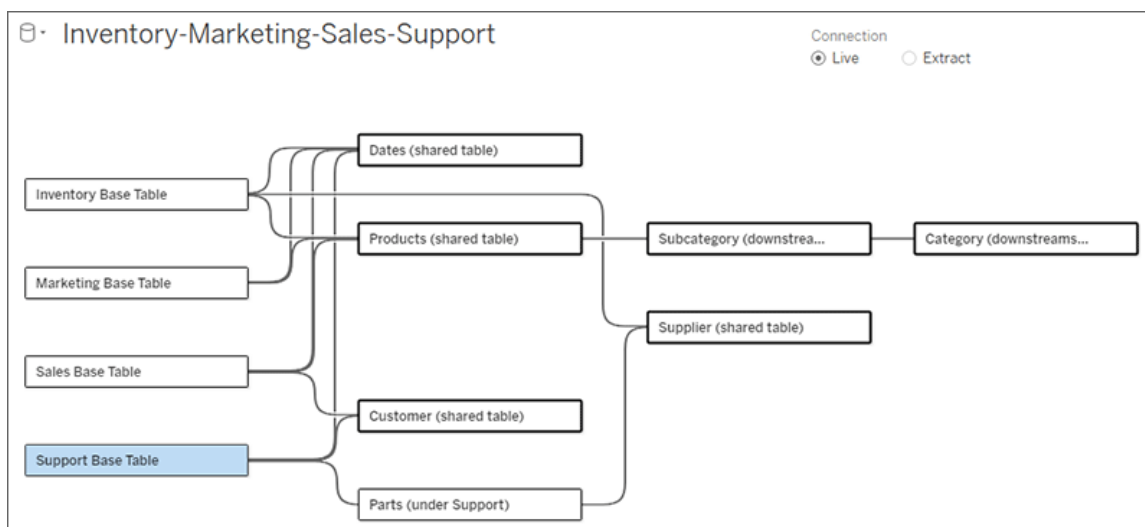 Inventory-Marketing-Sales-Support
Connection
Live
Extract
Dates (shared table)
Inventory Base Table
Products (shared table)
Subcategory (downstrea...
Category (downstreams...
Marketing Base Table
Supplier (shared table)
Sales Base Table
Customer (shared table)
Support Base Table
Parts (under Support)